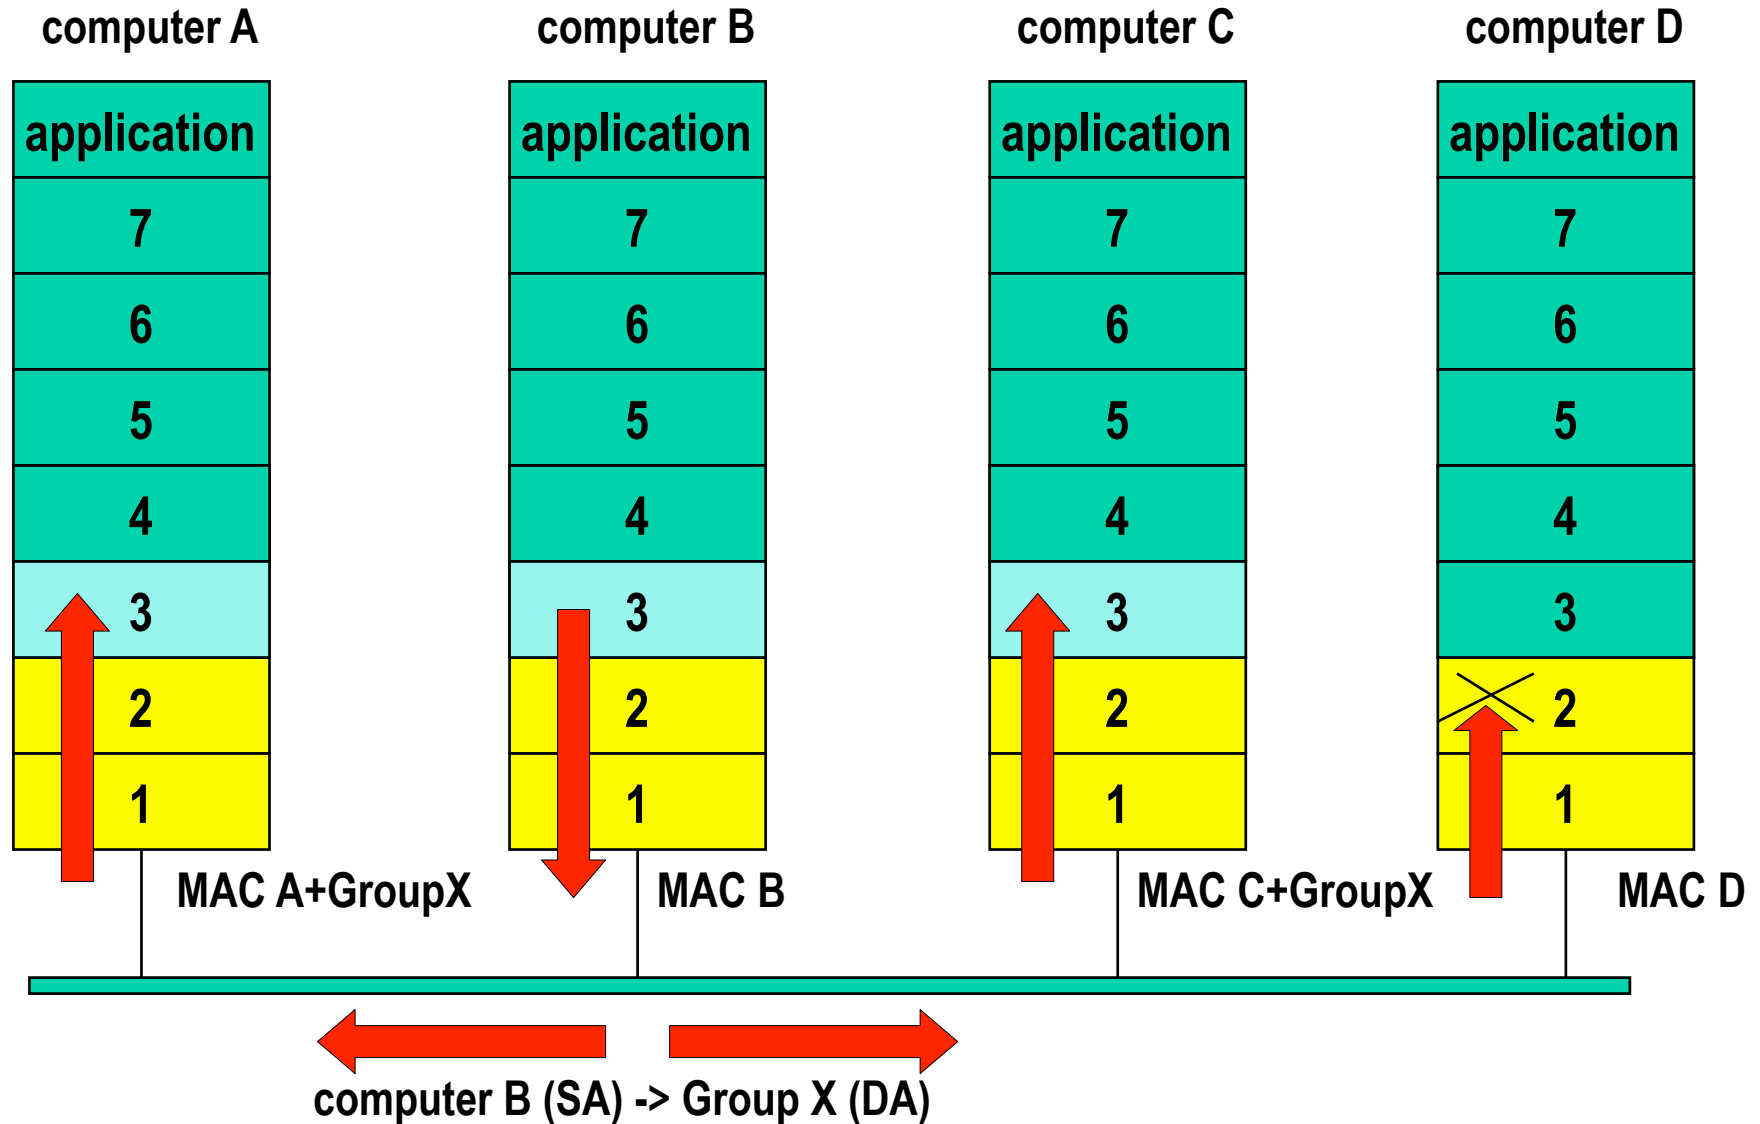 computer A computer B computer C computer D
application application application application
7 7 7 7
6 6 6 6
5 5 5 5
4 4 4 4
3 3 3 3
2 2 2 2
1 1 1 1
MAC A+GroupX MAC B MAC C+GroupX MAC D
computer B (SA) -> Group X (DA)